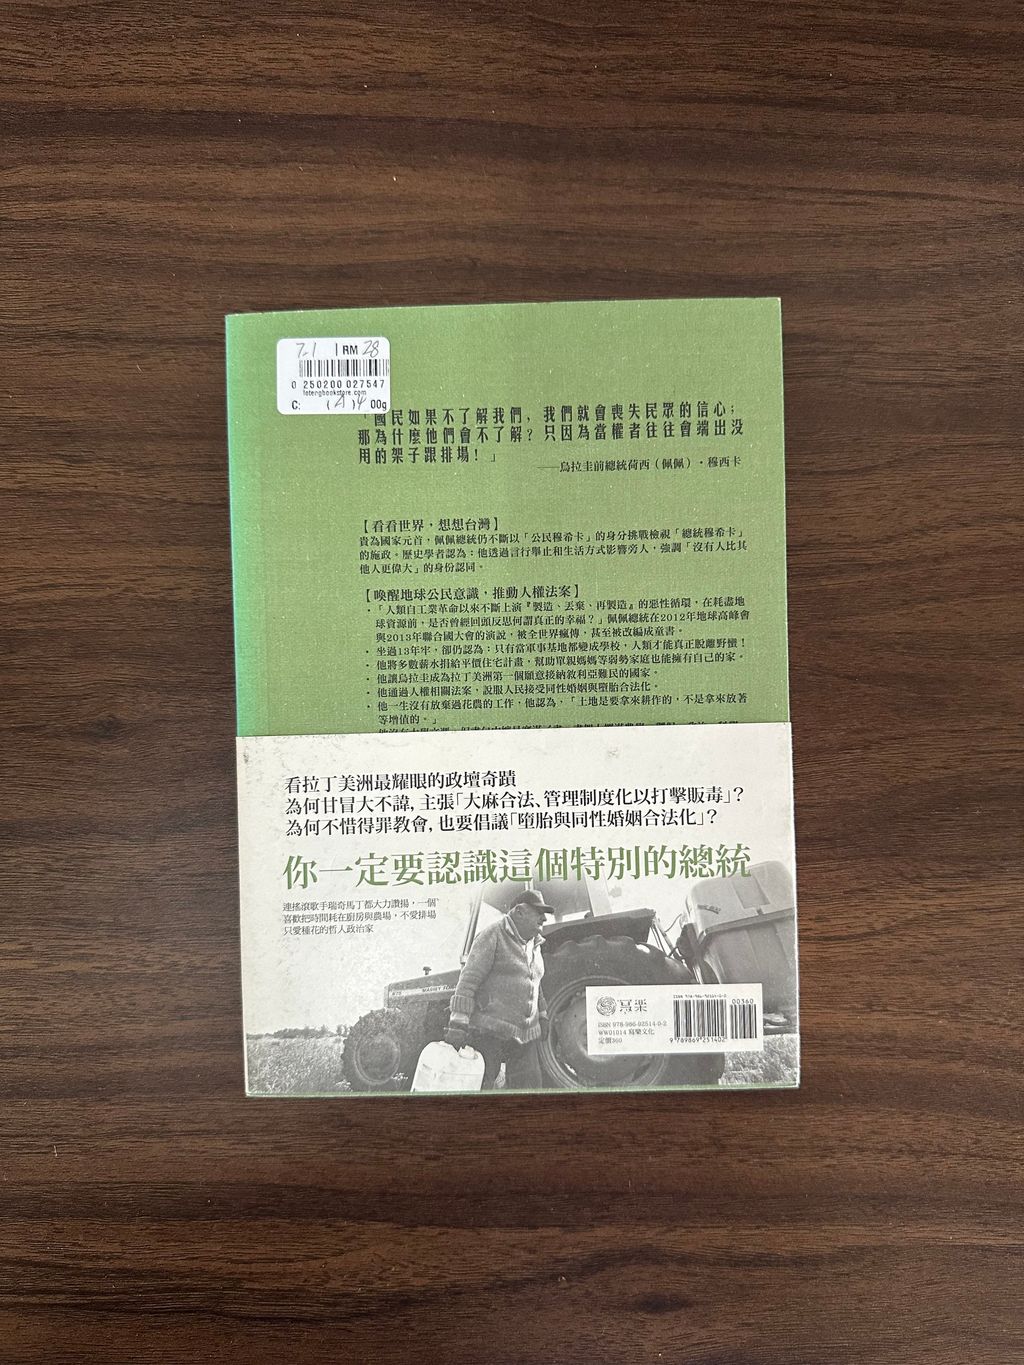 7.1 RM 28
0 250200 027547
totengbookstore.com
C: 00g
「國民如果不了解我們，我們就會喪失民眾的信心；
那為什麼他們會不了解？只因為當權者往往會端出没
用的架子跟排場！」
──烏拉圭前總統荷西（佩佩）・穆西卡
【看看世界，想想台灣】
貴為國家元首，佩佩總統仍不斷以「公民穆希卡」的身分挑戰檢視「總統穆希卡」
的施政。歷史學者認為：他透過言行舉止和生活方式影響旁人，強調「沒有人比其
他人更偉大」的身份認同。
【喚醒地球公民意識，推動人權法案】
・「人類自工業革命以來不斷上演『製造、丟棄、再製造』的惡性循環，在耗盡地
球資源前，是否曾經回頭反思何謂真正的幸福？」佩佩總統在2012年地球高峰會
與2013年聯合國大會的演說，被全世界瘋傳，甚至被改編成童書。
・坐過13年牢，卻仍認為：只有當軍事基地都變成學校，人類才能真正脫離野蠻！
・他將多數薪水捐給平價住宅計畫，幫助單親媽媽等弱勢家庭也能擁有自己的家。
・他讓烏拉圭成為拉丁美洲第一個願意接納敘利亞難民的國家。
・他通過人權相關法案，說服人民接受同性婚姻與墮胎合法化。
・他一生沒有放棄過花農的工作，他認為，「土地是要拿來耕作的，不是拿來放著
等增值的。」
看拉丁美洲最耀眼的政壇奇蹟
為何甘冒大不諱，主張「大麻合法、管理制度化以打擊販毒」？
為何不惜得罪教會，也要倡議「墮胎與同性婚姻合法化」？
你一定要認識這個特別的總統
連搖滾歌手瑞奇馬丁都大力讚揚，一個
喜歡把時間耗在廚房與農場，不愛排場
只愛種花的哲人政治家
寫樂
ISBN 978-986-92514-0-2
WW01014 寫樂文化
定價360
ISBN 978-986-92514-0-2
00360
9 789869 251402